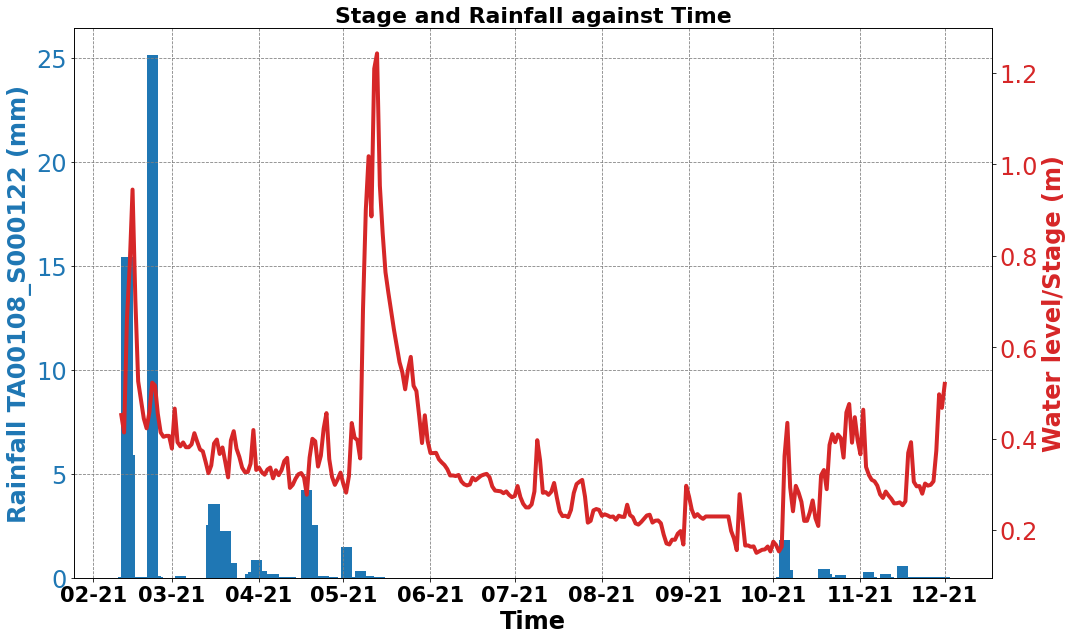 Stage and Rainfall against Time
Rainfall TA00108_S000122 (mm)
25
20
15
10
5
0
1.2
1.0
0.8
0.6
0.4
0.2
Water level/Stage (m)
02-21 03-21 04-21 05-21 06-21 07-21 08-21 09-21 10-21 11-21 12-21
Time